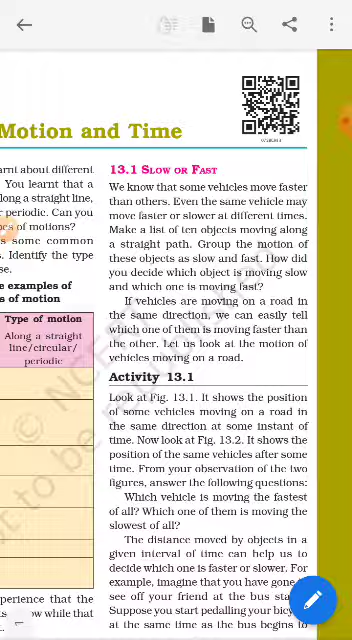 Motion and Time
different
You learnt that a
long a straight line,
periodic. Can you
of motions?
s some common
Identify the type
examples of
of motion
Type of motion
Along a straight
line/circular/
periodic
that the
while that
13.1 SLOW OR FAST
We know that some vehicles move faster
than others. Even the same vehicle may
move faster or slower at different times.
Make a list of ten objects moving along
a straight path. Group the motion of
these objects as slow and fast. How did
you decide which object is moving slow
and which one is moving fast?
If vehicles are moving on a road in
the same direction, we can easily tell
which one of them is moving faster than
the other. Let us look at the motion of
vehicles moving on a road.
Activity 13.1
Look at Fig. 13.1. It shows the position
of some vehicles moving on a road in
the same direction at some instant of
time. Now look at Fig. 13.2. It shows the
position of the same vehicles after some
time. From your observation of the two
figures, answer the following questions:
Which vehicle is moving the fastest
of all? Which one of them is moving the
slowest of all?
The distance moved by objects in a
given interval of time can help us to
decide which one is faster or slower. For
example, imagine that you have gone
see off your friend at the bus
Suppose you start pedalling your
at the same time as the bus begins to